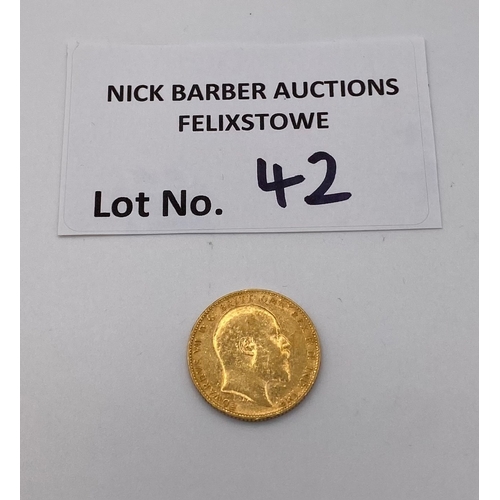 NICK BARBER AUCTIONS
FELIXSTOWE
Lot No. 42